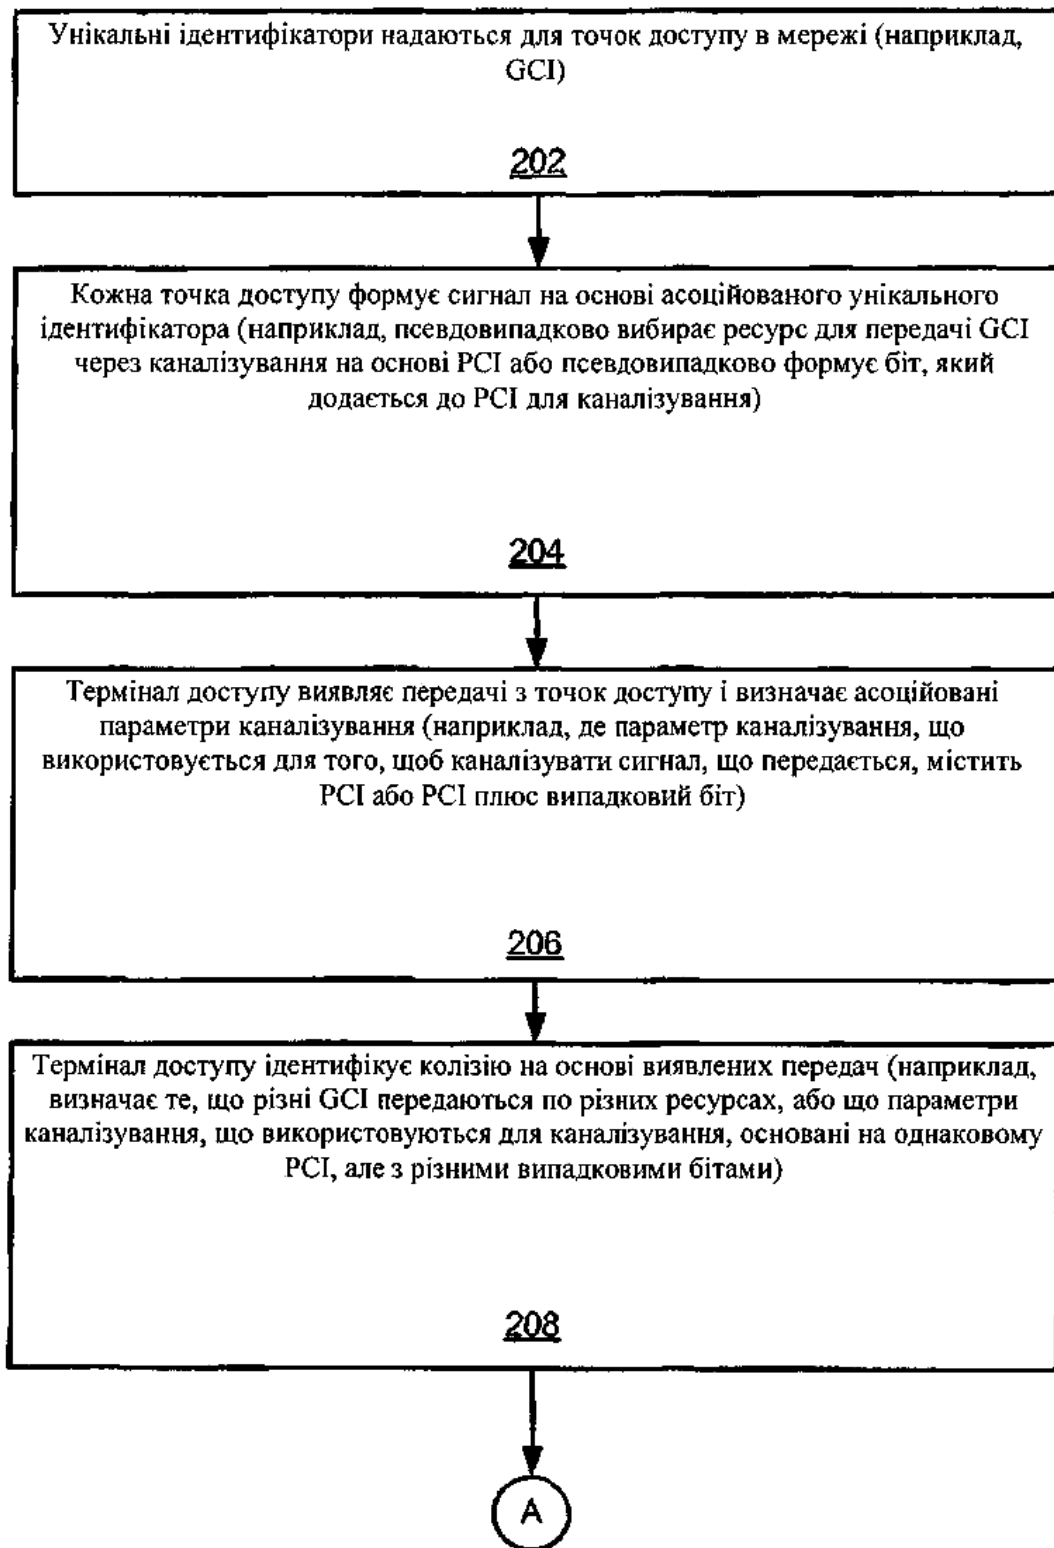 Унікальні ідентифікатори надаються для точок доступу в мережі (наприклад,
GCI)
202
Кожна точка доступу формує сигнал на основі асоційованого унікального
ідентифікатора (наприклад, псевдовипадково вибирає ресурс для передачі GCI
через каналізування на основі PCI або псевдовипадково формує біт, який
додається до PCI для каналізування)
204
Термінал доступу виявляє передачі з точок доступу і визначає асоційовані
параметри каналізування (наприклад, де параметр каналізування, що
використовується для того, щоб каналізувати сигнал, що передається, містить
PCI або PCI плюс випадковий біт)
206
Термінал доступу ідентифікує колізію на основі виявлених передач (наприклад,
визначає те, що різні GCI передаються по різних ресурсах, або що параметри
каналізування, що використовуються для каналізування, основані на однаковому
PCI, але з різними випадковими бітами)
208
A